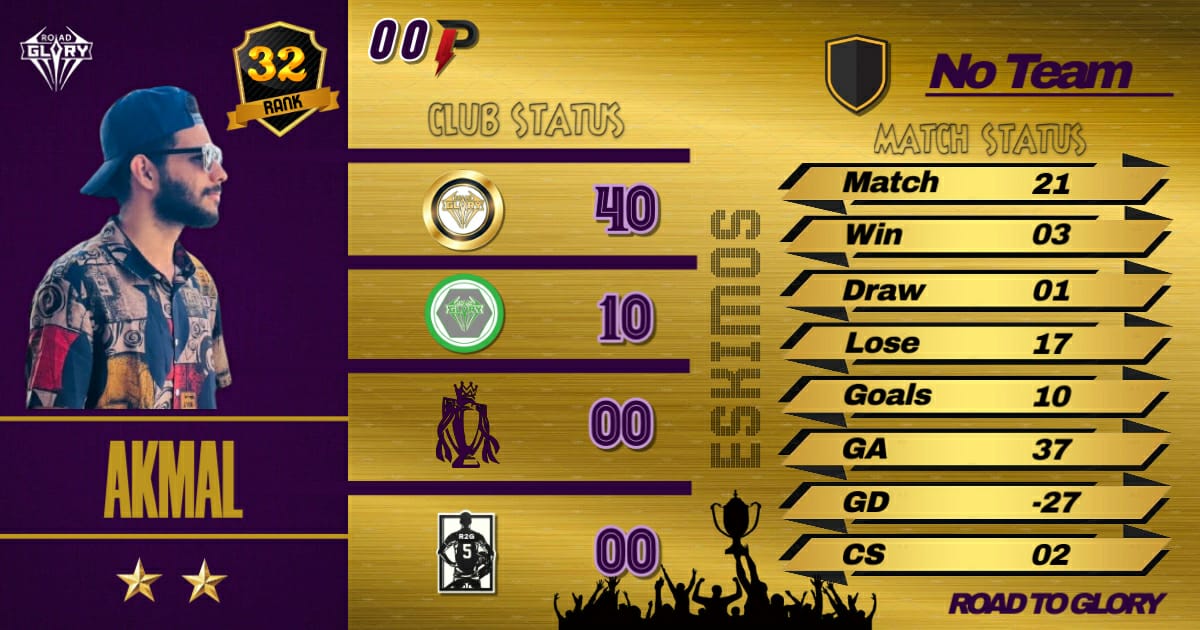 ROAD
GLORY
32
RANK
AKMAL
00P
CLUB STATUS
GLORY
40
GLORY
10
00
R2G
5
00
ESKIMOS
No Team
MATCH STATUS
Match 21
Win 03
Draw 01
Lose 17
Goals 10
GA 37
GD -27
CS 02
ROAD TO GLORY